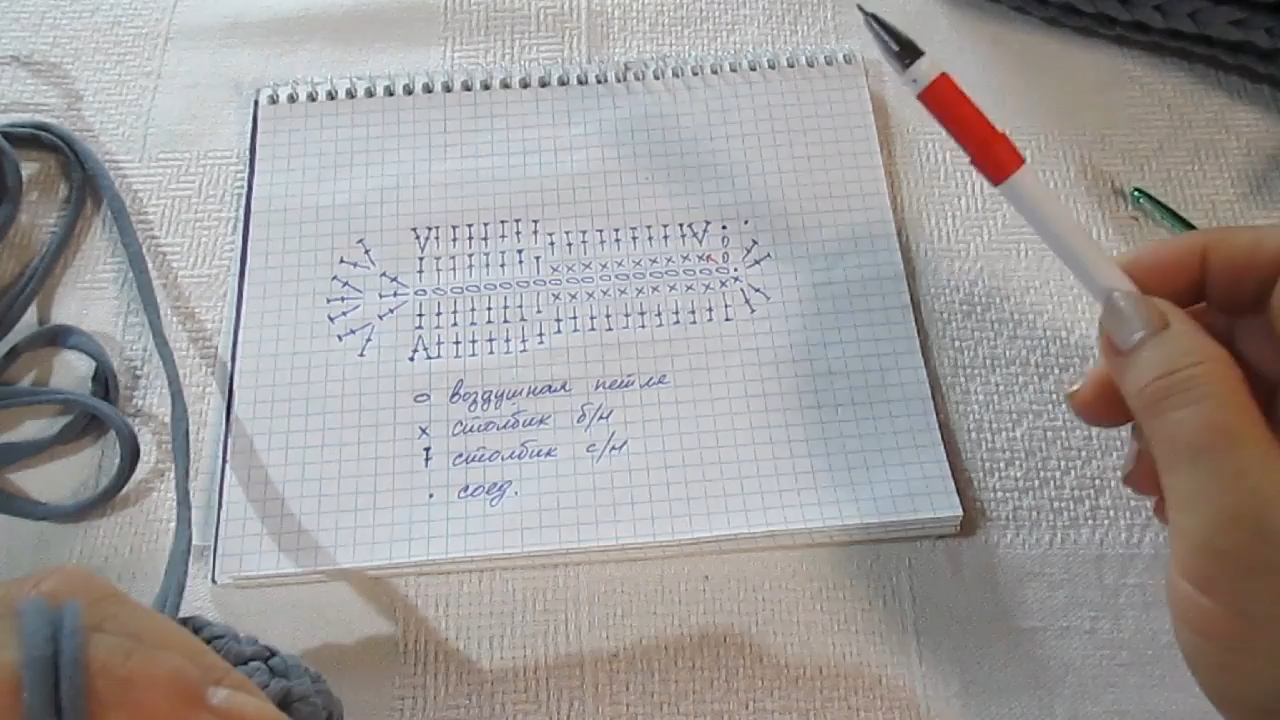 o воздушная петля
x столбик б/н
† столбик с/н
. соед.